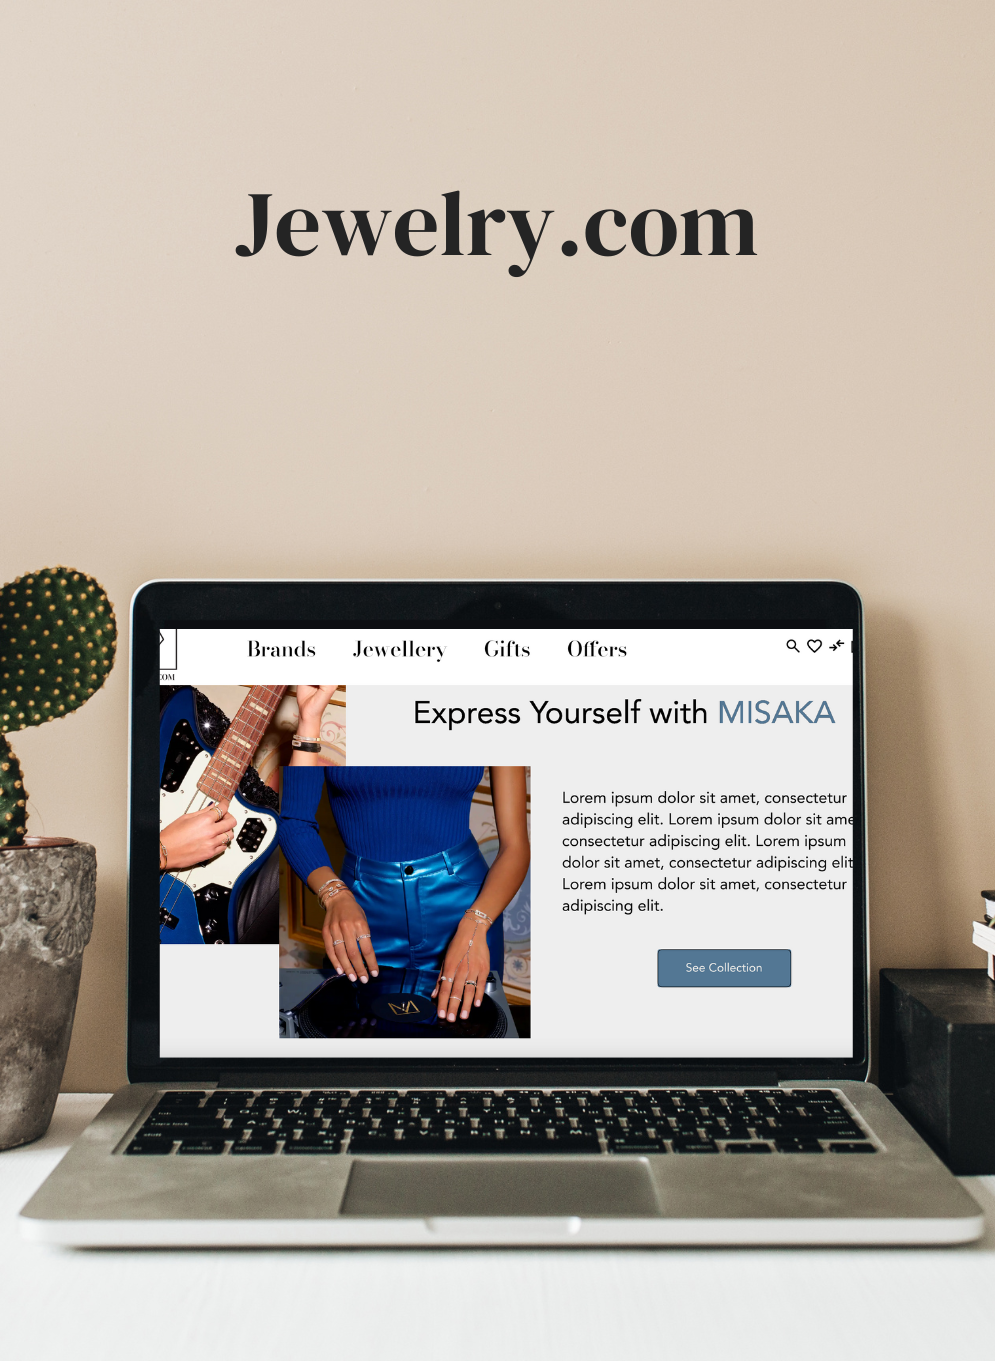 Jewelry.com
Brands Jewellery Gifts Offers
COM
Express Yourself with MISAKA
Lorem ipsum dolor sit amet, consectetur
adipiscing elit. Lorem ipsum dolor sit ame
consectetur adipiscing elit. Lorem ipsum
dolor sit amet, consectetur adipiscing elit
Lorem ipsum dolor sit amet, consectetur
adipiscing elit.
See Collection